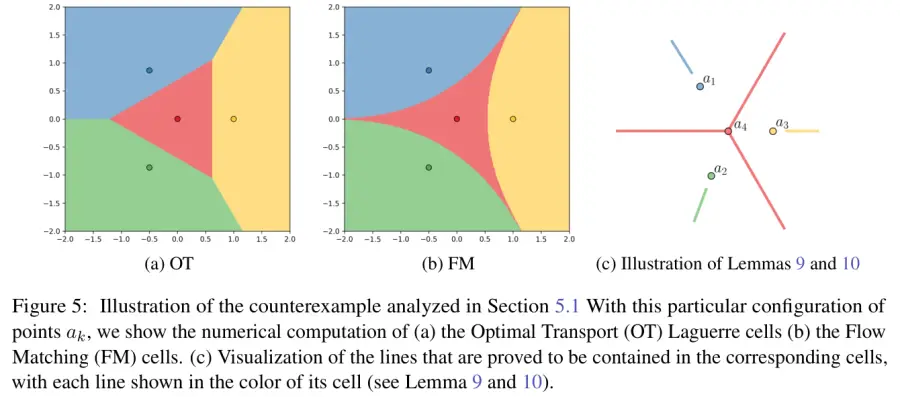 2.0
1.5
1.0
0.5
0.0
−0.5
−1.0
−1.5
−2.0
−2.0 −1.5 −1.0 −0.5 0.0 0.5 1.0 1.5 2.0
(a) OT
2.0
1.5
1.0
0.5
0.0
−0.5
−1.0
−1.5
−2.0
−2.0 −1.5 −1.0 −0.5 0.0 0.5 1.0 1.5 2.0
(b) FM
a1
a4
a3
a2
(c) Illustration of Lemmas 9 and 10
Figure 5: Illustration of the counterexample analyzed in Section 5.1 With this particular configuration of
points ak, we show the numerical computation of (a) the Optimal Transport (OT) Laguerre cells (b) the Flow
Matching (FM) cells. (c) Visualization of the lines that are proved to be contained in the corresponding cells,
with each line shown in the color of its cell (see Lemma 9 and 10).